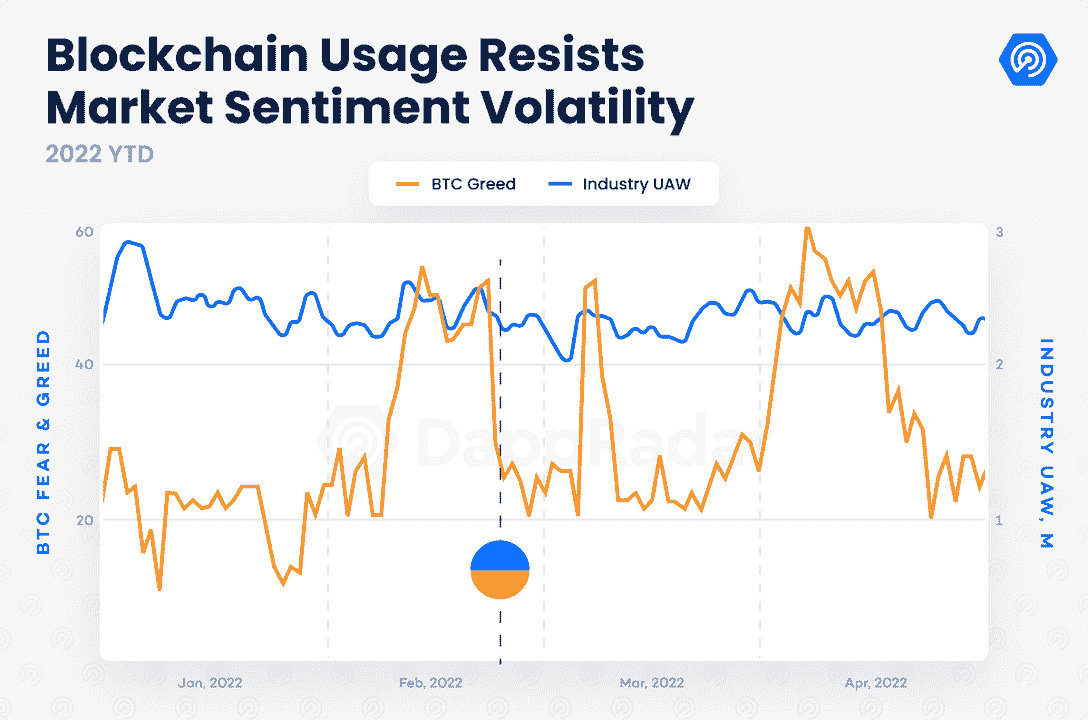 Blockchain Usage Resists
Market Sentiment Volatility
2022 YTD
BTC Greed
Industry UAW
60
40
20
BTC FEAR & GREED
3
2
1
INDUSTRY UAW, M
DappRada
Jan, 2022
Feb, 2022
Mar, 2022
Apr, 2022